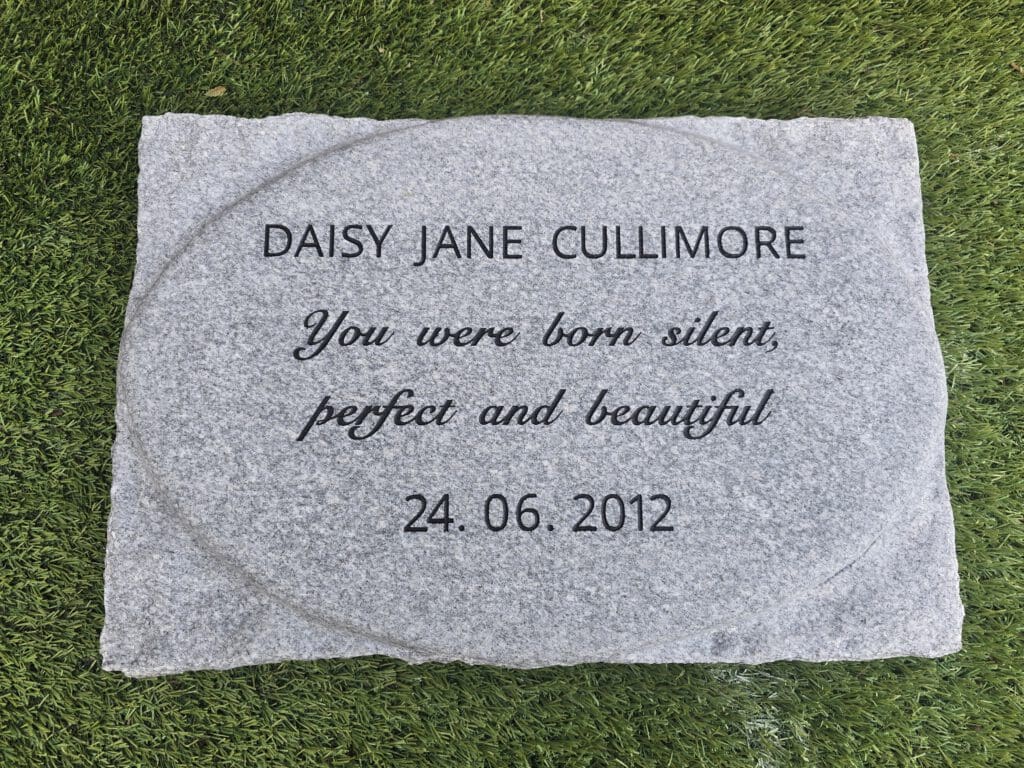 DAISY JANE CULLIMORE
You were born silent,
perfect and beautiful
24. 06. 2012